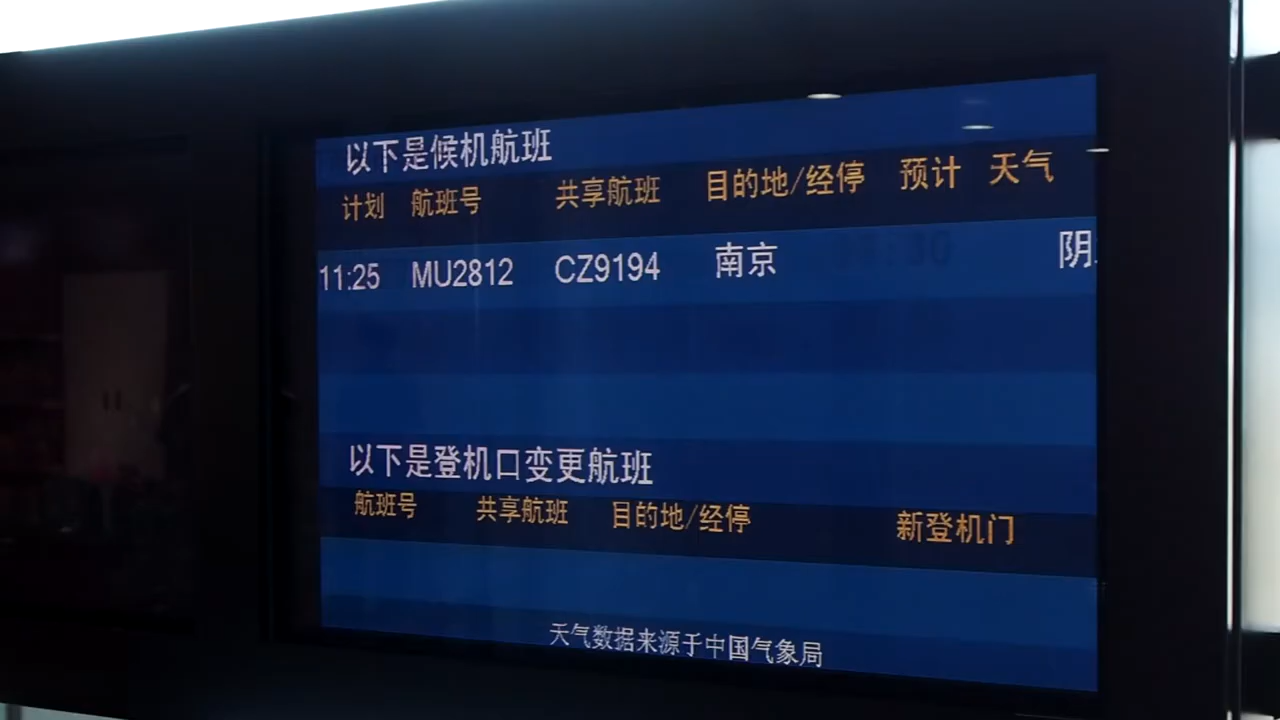 以下是候机航班
计划 航班号 共享航班 目的地/经停 预计 天气
11:25 MU2812 CZ9194 南京 阴
以下是登机口变更航班
航班号 共享航班 目的地/经停 新登机门
天气数据来源于中国气象局